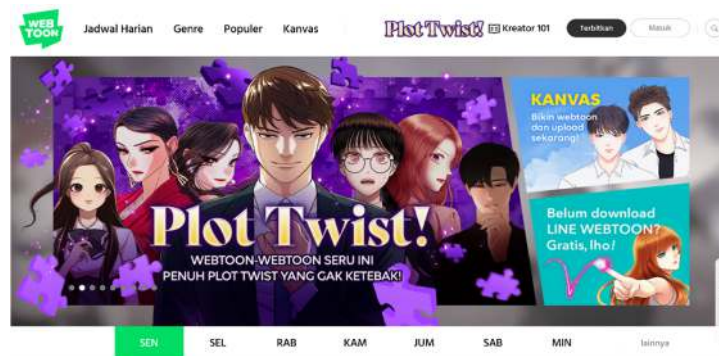 WEB
TOON
Jadwal Harian Genre Populer Kanvas
Plot Twist! Kreator 101 Terbitkan Masuk
KANVAS
Bikin webtoon
dan upload
sekarang!
Plot Twist!
WEBTOON-WEBTOON SERU INI
PENUH PLOT TWIST YANG GAK KETEBAK!
Belum download
LINE WEBTOON?
Gratis, lho!
SEN SEL RAB KAM JUM SAB MIN lainnya